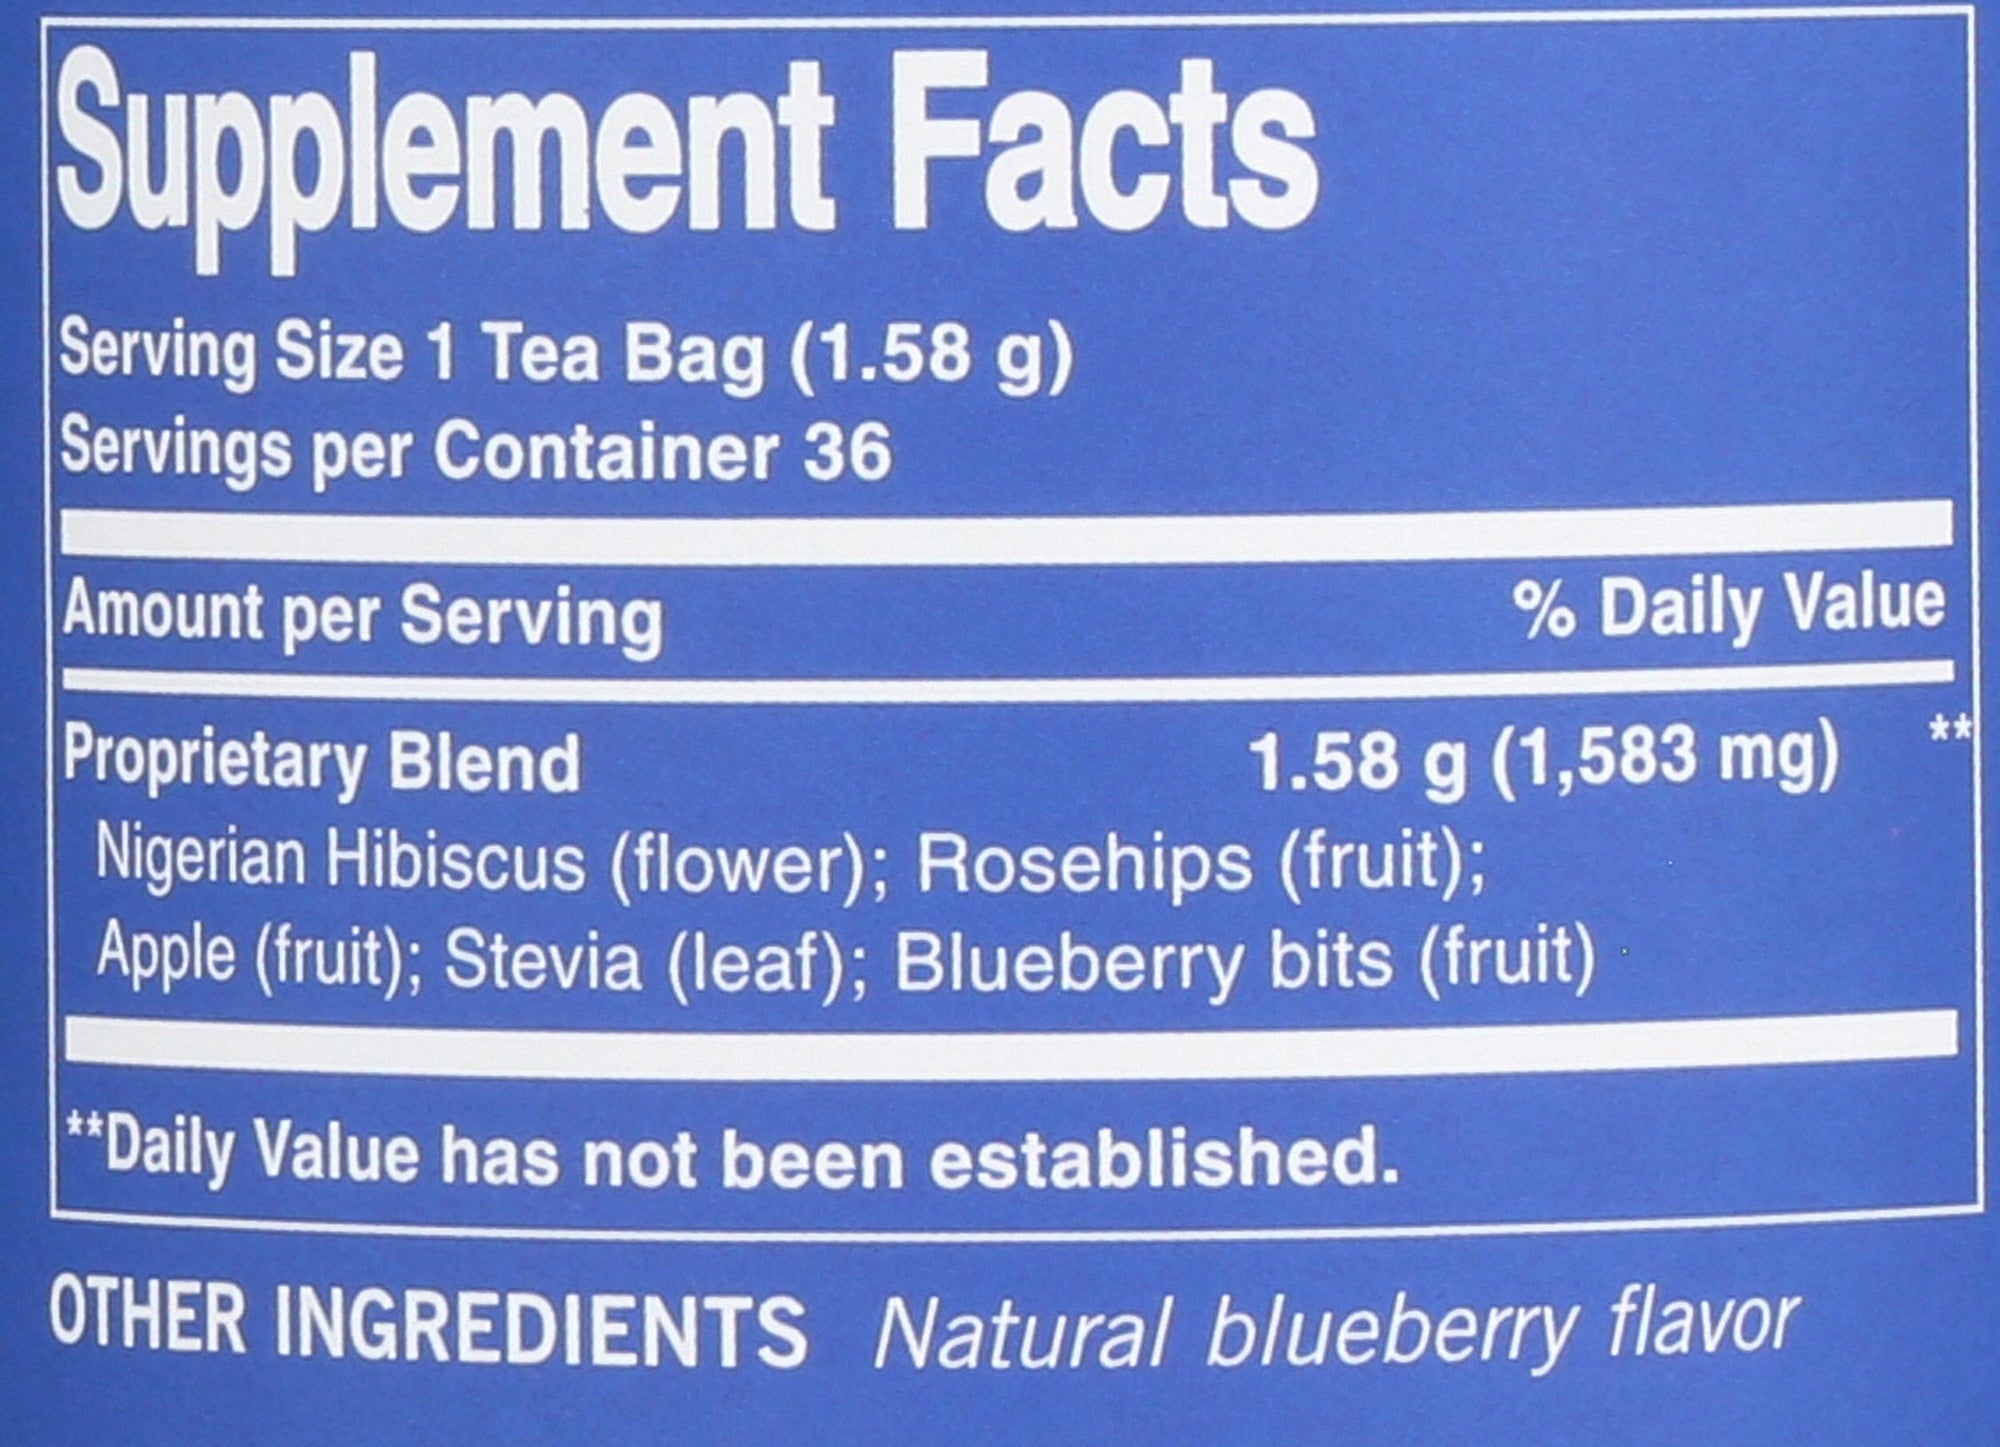 Supplement Facts
Serving Size 1 Tea Bag (1.58 g)
Servings per Container 36
Amount per Serving % Daily Value
Proprietary Blend 1.58 g (1,583 mg) **
Nigerian Hibiscus (flower); Rosehips (fruit);
Apple (fruit); Stevia (leaf); Blueberry bits (fruit)
**Daily Value has not been established.
OTHER INGREDIENTS Natural blueberry flavor